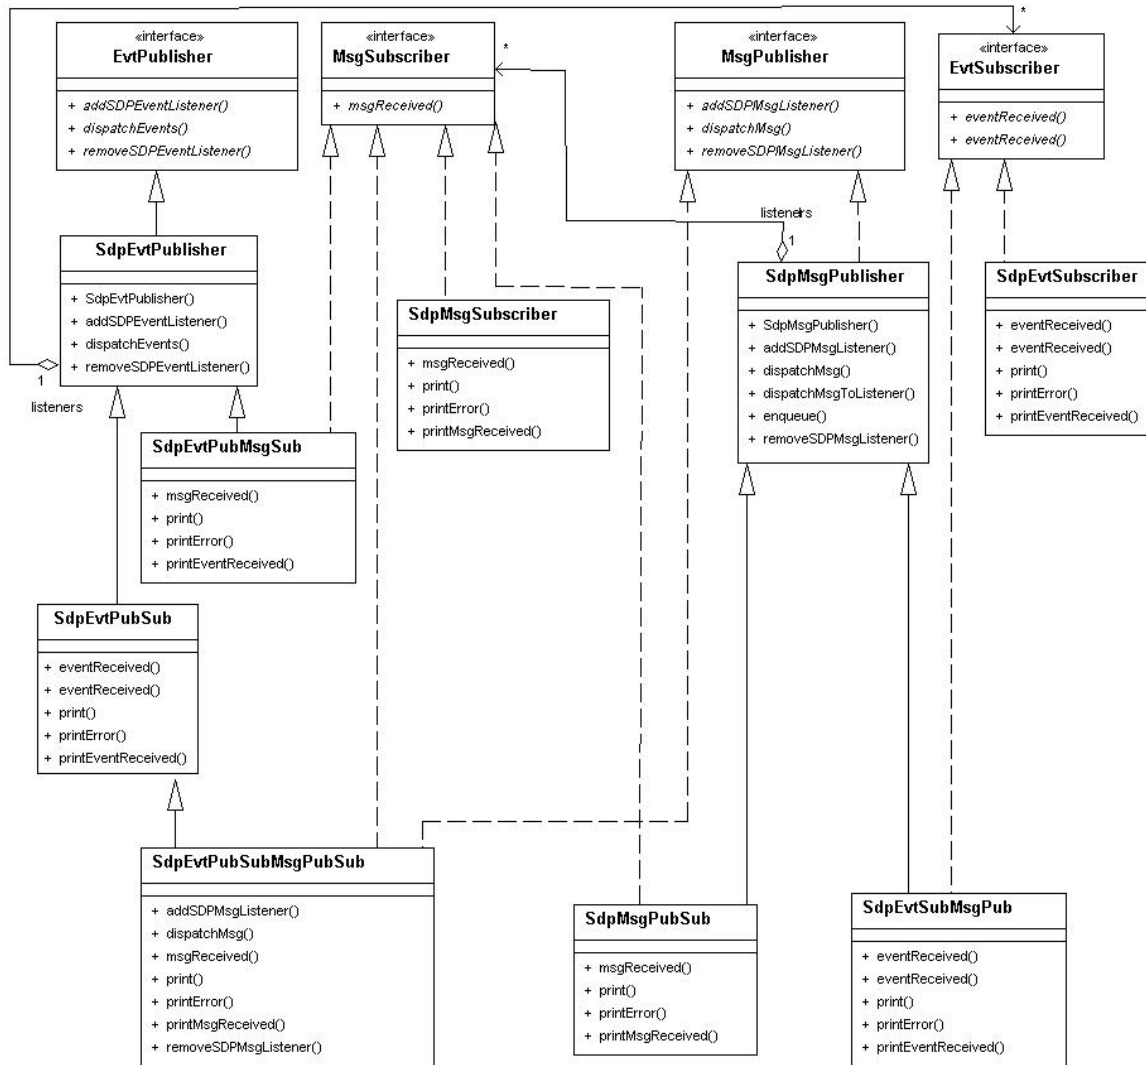 *
«interface»
EvtPublisher
+ addSDPEventListener()
+ dispatchEvents()
+ removeSDPEventListener()
«interface»
MsgSubscriber
+ msgReceived()
*
«interface»
MsgPublisher
+ addSDPMsgListener()
+ dispatchMsg()
+ removeSDPMsgListener()
«interface»
EvtSubscriber
+ eventReceived()
+ eventReceived()
SdpEvtPublisher
+ SdpEvtPublisher()
+ addSDPEventListener()
+ dispatchEvents()
+ removeSDPEventListener()
1
listeners
listeners
1
SdpMsgPublisher
+ SdpMsgPublisher()
+ addSDPMsgListener()
+ dispatchMsg()
+ dispatchMsgToListener()
+ enqueue()
+ removeSDPMsgListener()
SdpEvtSubscriber
+ eventReceived()
+ eventReceived()
+ print()
+ printError()
+ printEventReceived()
SdpMsgSubscriber
+ msgReceived()
+ print()
+ printError()
+ printMsgReceived()
SdpEvtPubMsgSub
+ msgReceived()
+ print()
+ printError()
+ printEventReceived()
SdpEvtPubSub
+ eventReceived()
+ eventReceived()
+ print()
+ printError()
+ printEventReceived()
SdpEvtPubSubMsgPubSub
+ addSDPMsgListener()
+ dispatchMsg()
+ msgReceived()
+ print()
+ printError()
+ printMsgReceived()
+ removeSDPMsgListener()
SdpMsgPubSub
+ msgReceived()
+ print()
+ printError()
+ printMsgReceived()
SdpEvtSubMsgPub
+ eventReceived()
+ eventReceived()
+ print()
+ printError()
+ printEventReceived()